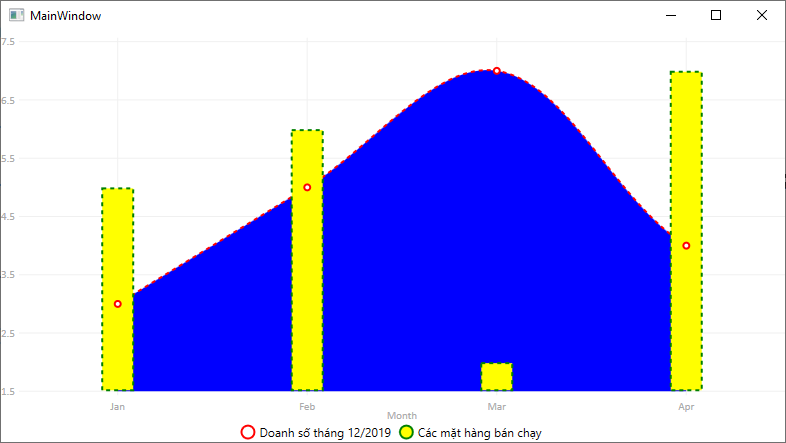 MainWindow
7.5
6.5
5.5
4.5
3.5
2.5
1.5
Jan Feb Mar Apr
Month
Doanh số tháng 12/2019 Các mặt hàng bán chạy